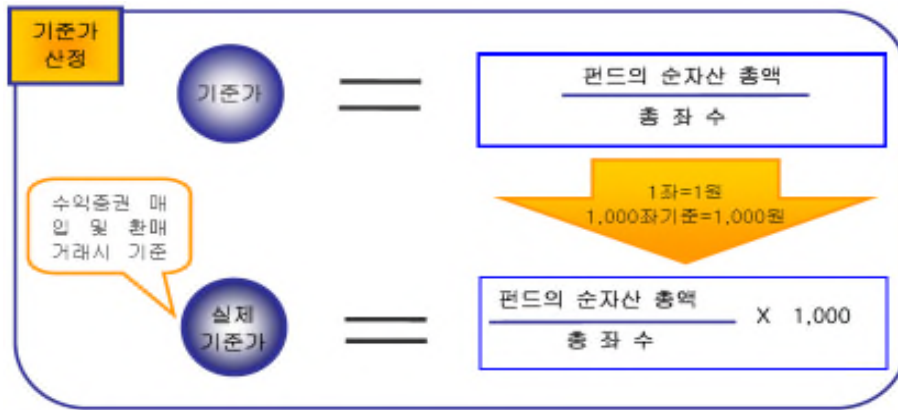 기준가
산정
기준가
펀드의 순자산 총액
총 좌 수
1좌=1원
1,000좌기준=1,000원
수익증권 매
입 및 환매
거래시 기준
실제
기준가
펀드의 순자산 총액
총 좌 수
X 1,000